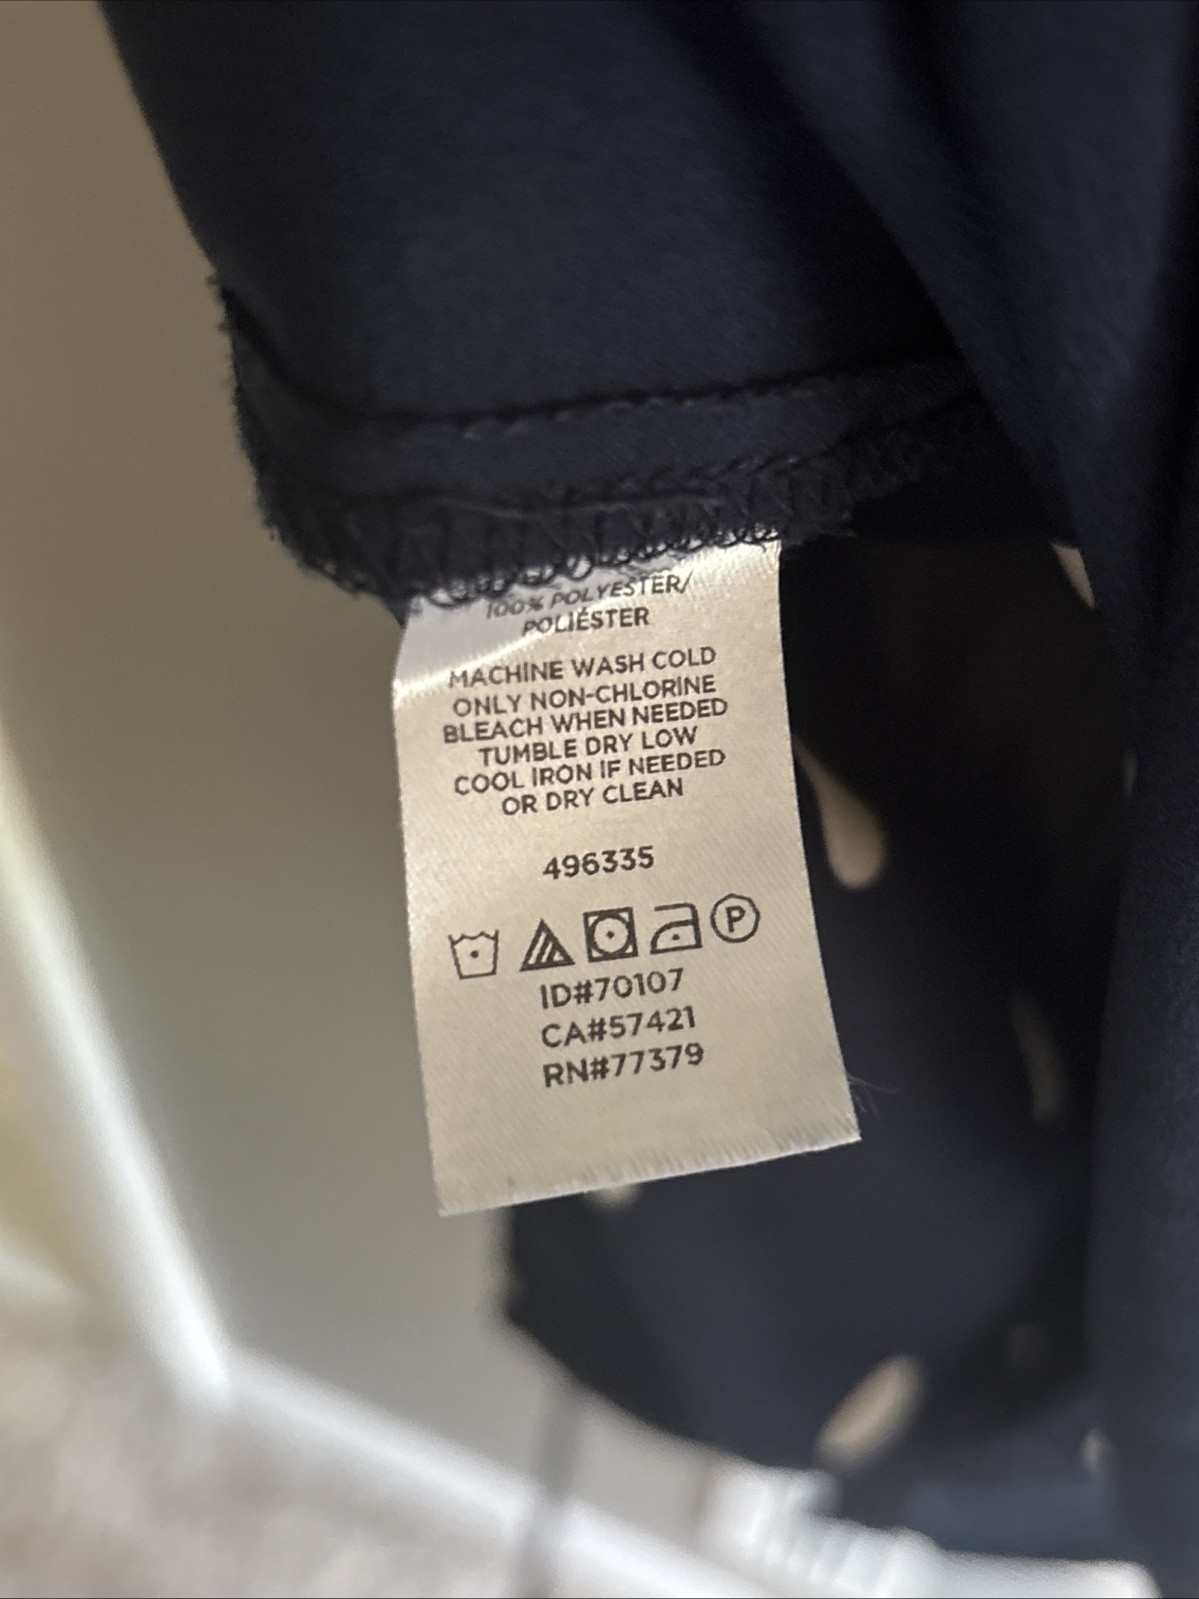 100% POLYESTER/
POLIÉSTER
MACHINE WASH COLD
ONLY NON-CHLORINE
BLEACH WHEN NEEDED
TUMBLE DRY LOW
COOL IRON IF NEEDED
OR DRY CLEAN
496335
P
ID#70107
CA#57421
RN#77379